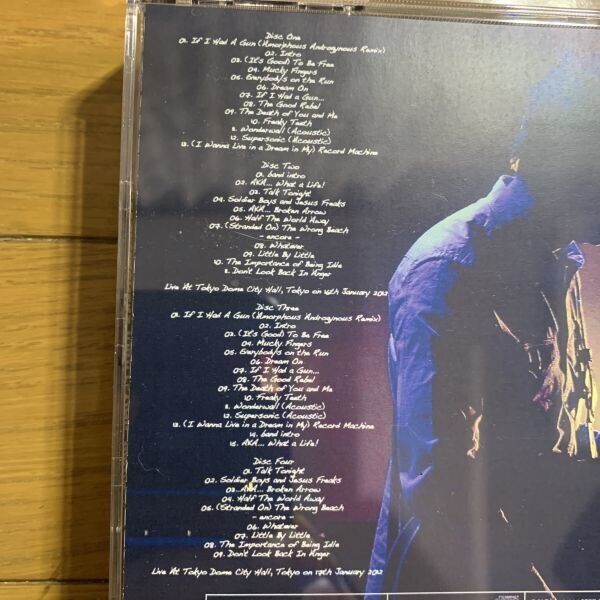 Disc One
01. If I Had A Gun (Amorphous Androgynous Remix)
02. Intro
03. (It's Good) To Be Free
04. Mucky Fingers
05. Everybody's on the Run
06. Dream On
07. If I Had a Gun...
08. The Good Rebel
09. The Death of You and Me
10. Freaky Teeth
11. Wonderwall (Acoustic)
12. Supersonic (Acoustic)
13. (I Wanna Live in a Dream in My) Record Machine
Disc Two
01. band intro
02. AKA... What a Life!
03. Talk Tonight
04. Soldier Boys and Jesus Freaks
05. AKA... Broken Arrow
06. Half The World Away
07. (Stranded On) The Wrong Beach
- encore -
08. Whatever
09. Little By Little
10. The Importance of Being Idle
11. Don't Look Back In Anger
Live At Tokyo Dome City Hall, Tokyo on 16th January 2012
Disc Three
01. If I Had A Gun (Amorphous Androgynous Remix)
02. Intro
03. (It's Good) To Be Free
04. Mucky Fingers
05. Everybody's on the Run
06. Dream On
07. If I Had a Gun...
08. The Good Rebel
09. The Death of You and Me
10. Freaky Teeth
11. Wonderwall (Acoustic)
12. Supersonic (Acoustic)
13. (I Wanna Live in a Dream in My) Record Machine
14. band intro
15. AKA... What a Life!
Disc Four
01. Talk Tonight
02. Soldier Boys and Jesus Freaks
03. AKA... Broken Arrow
04. Half The World Away
05. (Stranded On) The Wrong Beach
- encore -
06. Whatever
07. Little By Little
08. The Importance of Being Idle
09. Don't Look Back In Anger
Live At Tokyo Dome City Hall, Tokyo on 17th January 2012